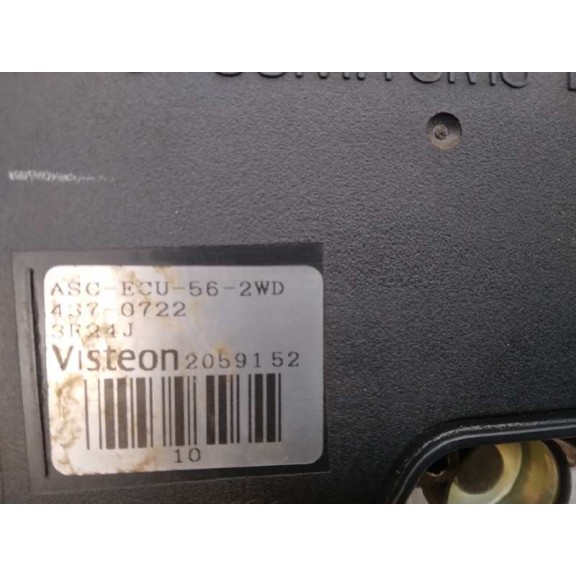 ASC-ECU-56-2WD
437-0722
3F24J
Visteon 2059152
10